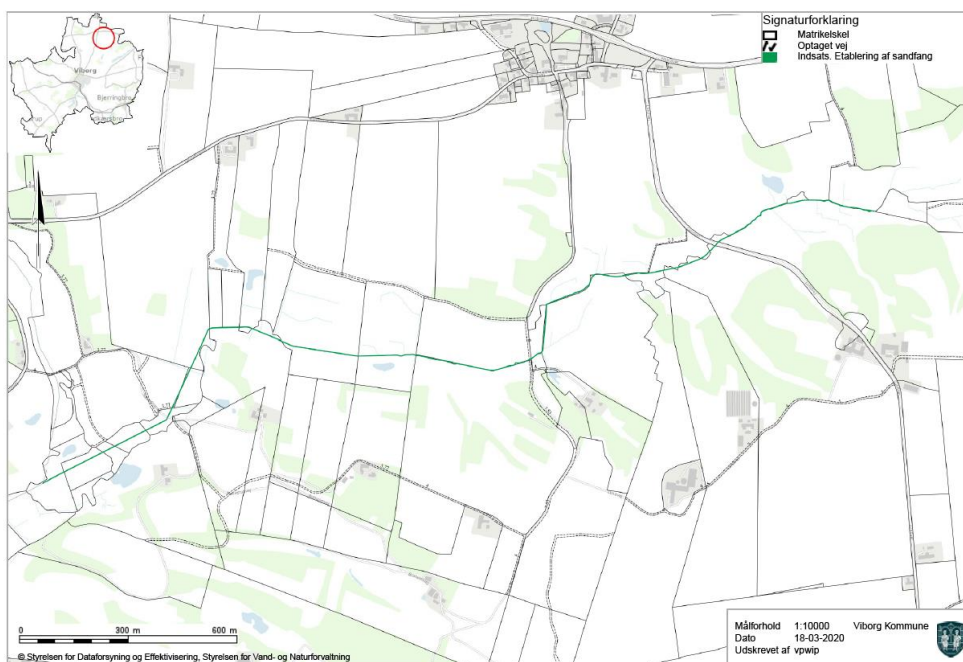 Signaturforklaring
Matrikelskel
Optaget vej
Indsats. Etablering af sandfang
Viborg
Bjerringbro
0 300 m 600 m
© Styrelsen for Dataforsyning og Effektivisering, Styrelsen for Vand- og Naturforvaltning
Målforhold 1:10000 Viborg Kommune
Dato 18-03-2020
Udskrevet af vpwip